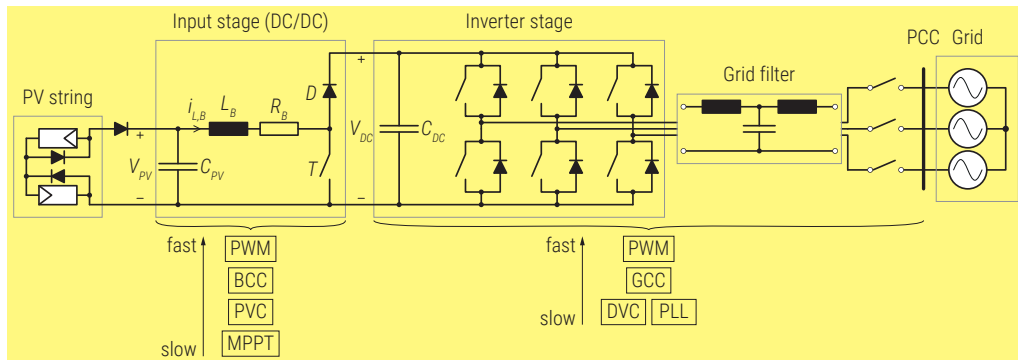 Input stage (DC/DC)
Inverter stage
PCC Grid
Grid filter
PV string
D
i_{L,B} L_B R_B
+ +
V_{PV} C_{PV} T V_{DC} C_{DC}
− −
fast PWM
BCC
PVC
slow MPPT
fast PWM
GCC
slow DVC PLL